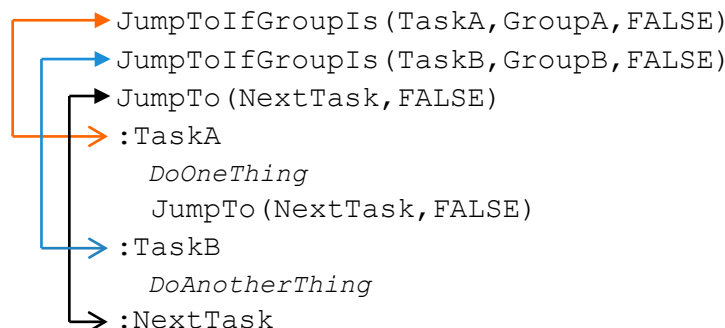 JumpToIfGroupIs(TaskA,GroupA,FALSE)
JumpToIfGroupIs(TaskB,GroupB,FALSE)
JumpTo(NextTask,FALSE)
:TaskA
DoOneThing
JumpTo(NextTask,FALSE)
:TaskB
DoAnotherThing
:NextTask